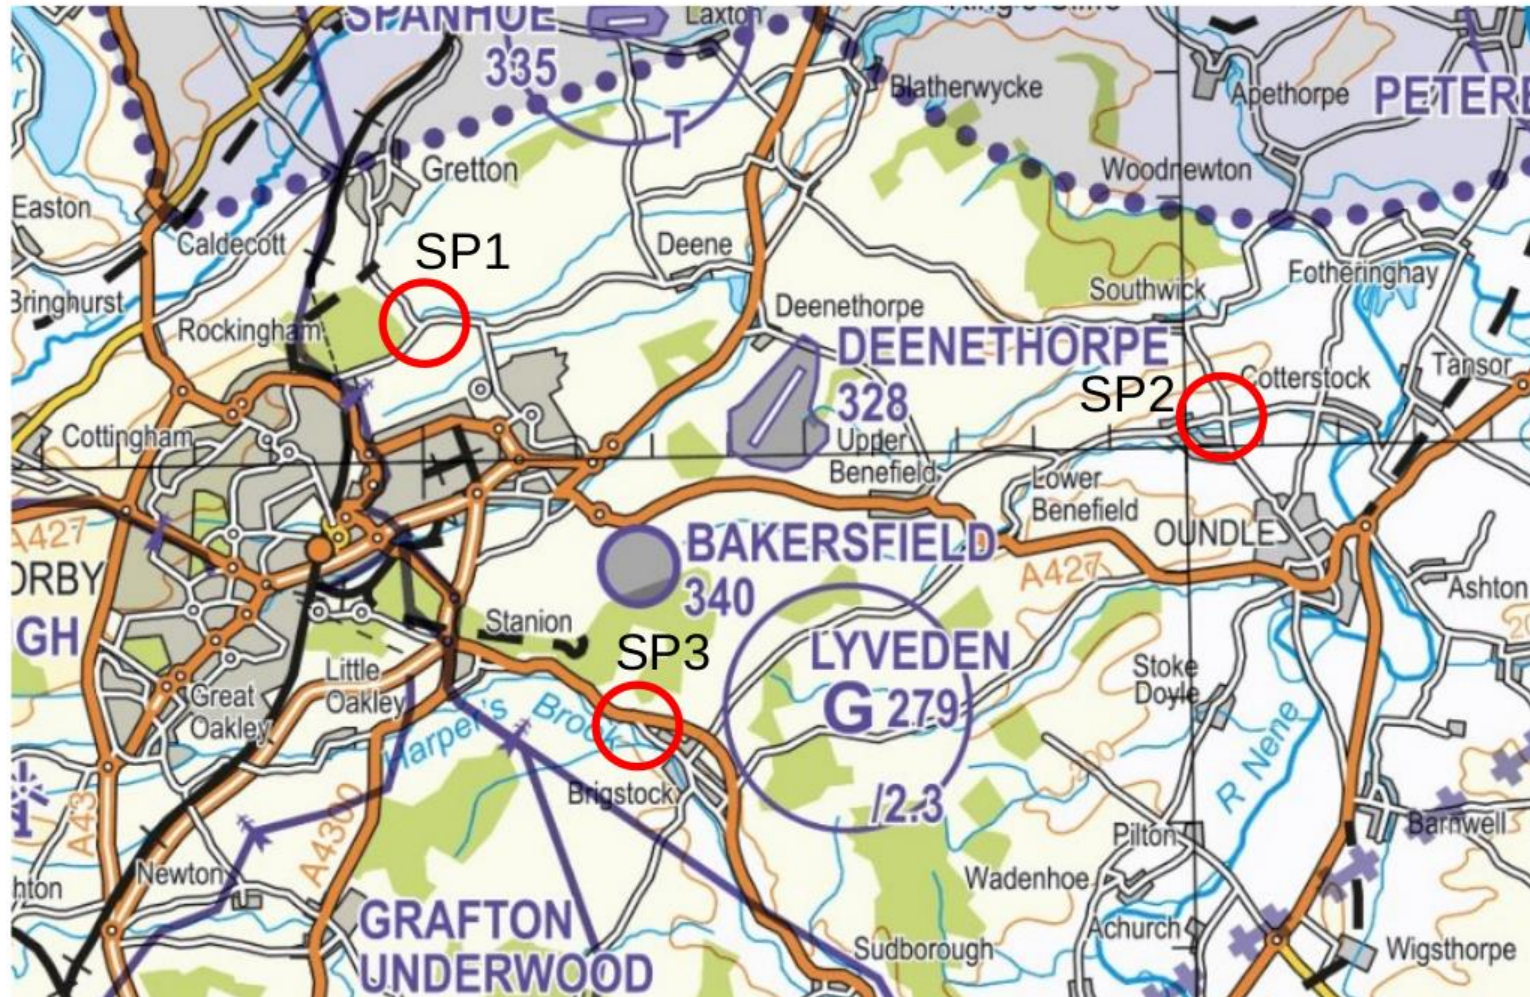 SPANHOE
335
Laxton
T
Blatherwycke
Apethorpe
Woodnewton
Gretton
Easton
Caldecott
SP1
Deene
Bringhurst
Rockingham
Deenethorpe
Southwick
Fotheringhay
DEENETHORPE
328
SP2
Cotterstock
Tansor
Cottingham
Upper
Benefield
Lower
Benefield
A427
BAKERSFIELD
340
OUNDLE
A427
Ashton
GH
Stanion
SP3
LYVEDEN
G 279
/2.3
Little
Oakley
Great
Oakley
Harper's Brook
Stoke
Doyle
R Nene
200
Brigstock
A43
A4300
Pilton
Barnwell
Newton
Wadenhoe
Achurch
GRAFTON
UNDERWOOD
Sudborough
Wigsthorpe